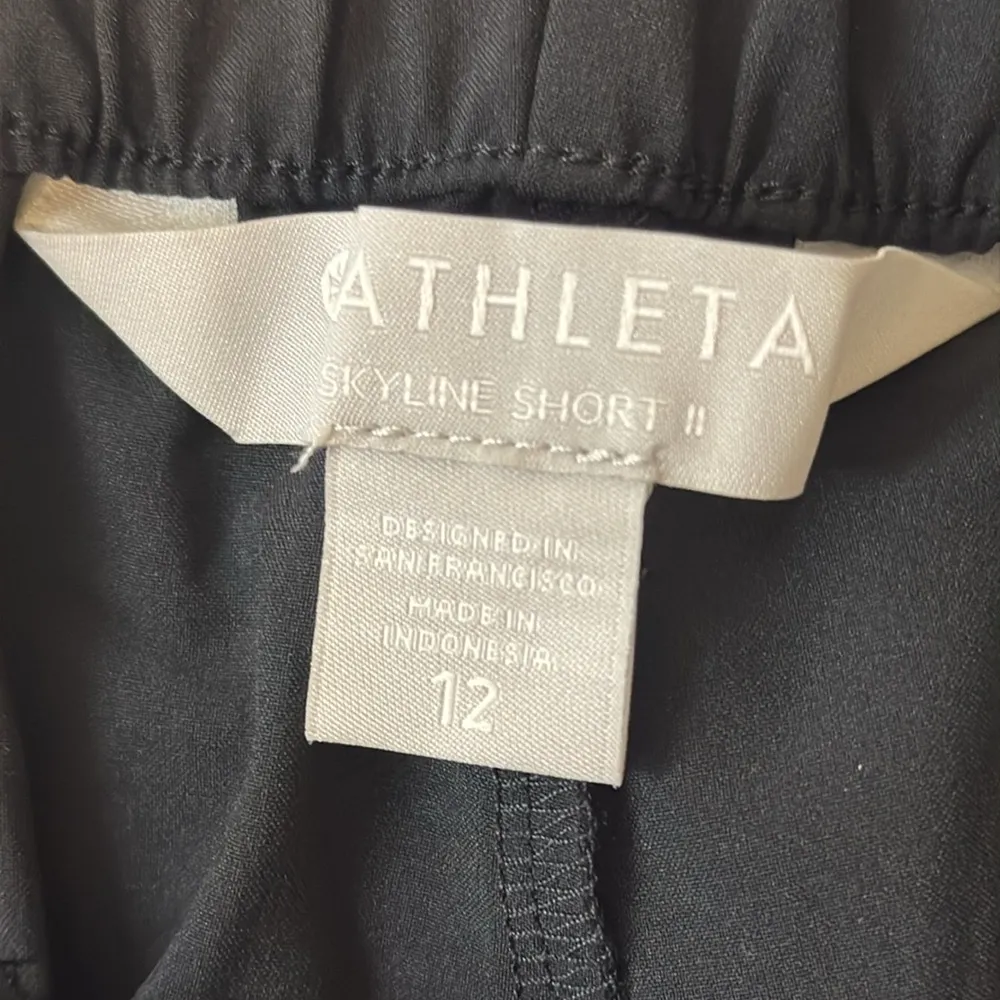 ATHLETA
SKYLINE SHORT II
DESIGNED IN
SAN FRANCISCO
MADE IN
INDONESIA
12